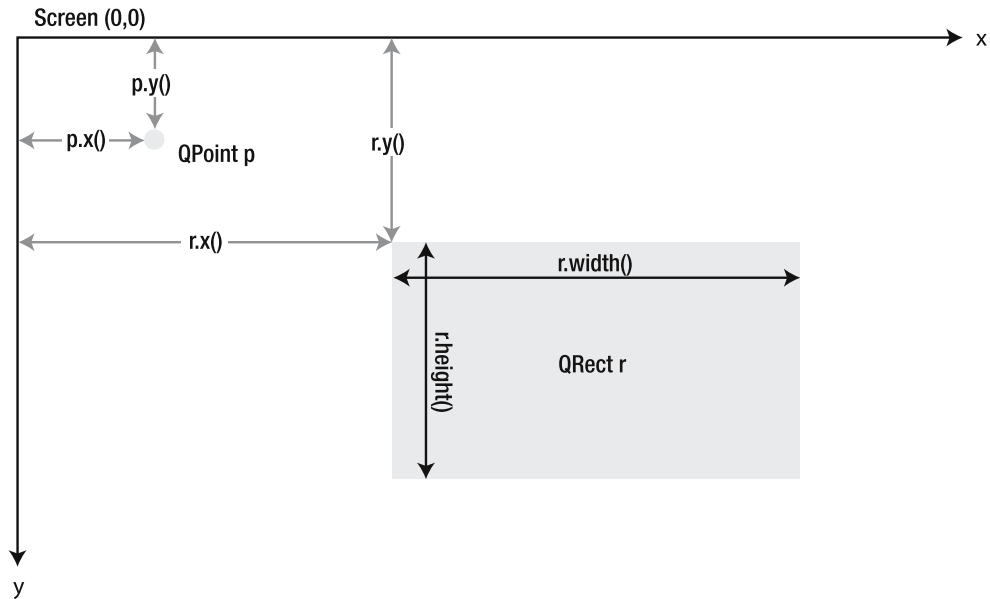 Screen (0,0)
x
p.y()
p.x()
QPoint p
r.y()
r.x()
r.width()
r.height()
QRect r
y